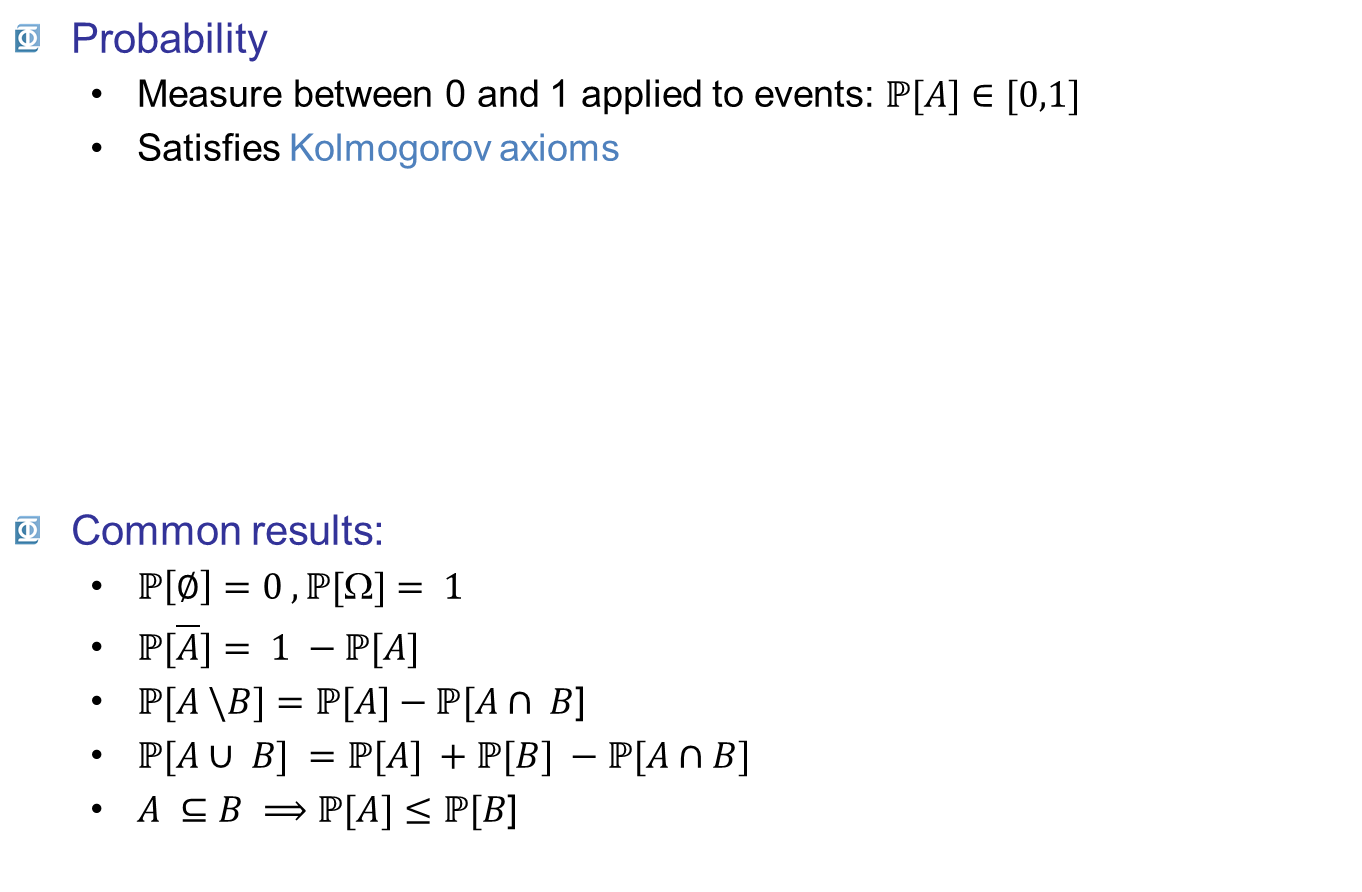 Probability
• Measure between 0 and 1 applied to events: ℙ[A] ∈ [0,1]
• Satisfies Kolmogorov axioms
Common results:
• ℙ[∅] = 0 , ℙ[Ω] = 1
• ℙ[A̅] = 1 − ℙ[A]
• ℙ[A \B] = ℙ[A] − ℙ[A ∩ B]
• ℙ[A ∪ B] = ℙ[A] + ℙ[B] − ℙ[A ∩ B]
• A ⊆ B ⟹ ℙ[A] ≤ ℙ[B]